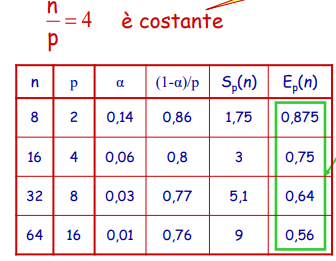 n/p = 4 è costante
n p α (1-α)/p Sp(n) Ep(n)
8 2 0,14 0,86 1,75 0,875
16 4 0,06 0,8 3 0,75
32 8 0,03 0,77 5,1 0,64
64 16 0,01 0,76 9 0,56